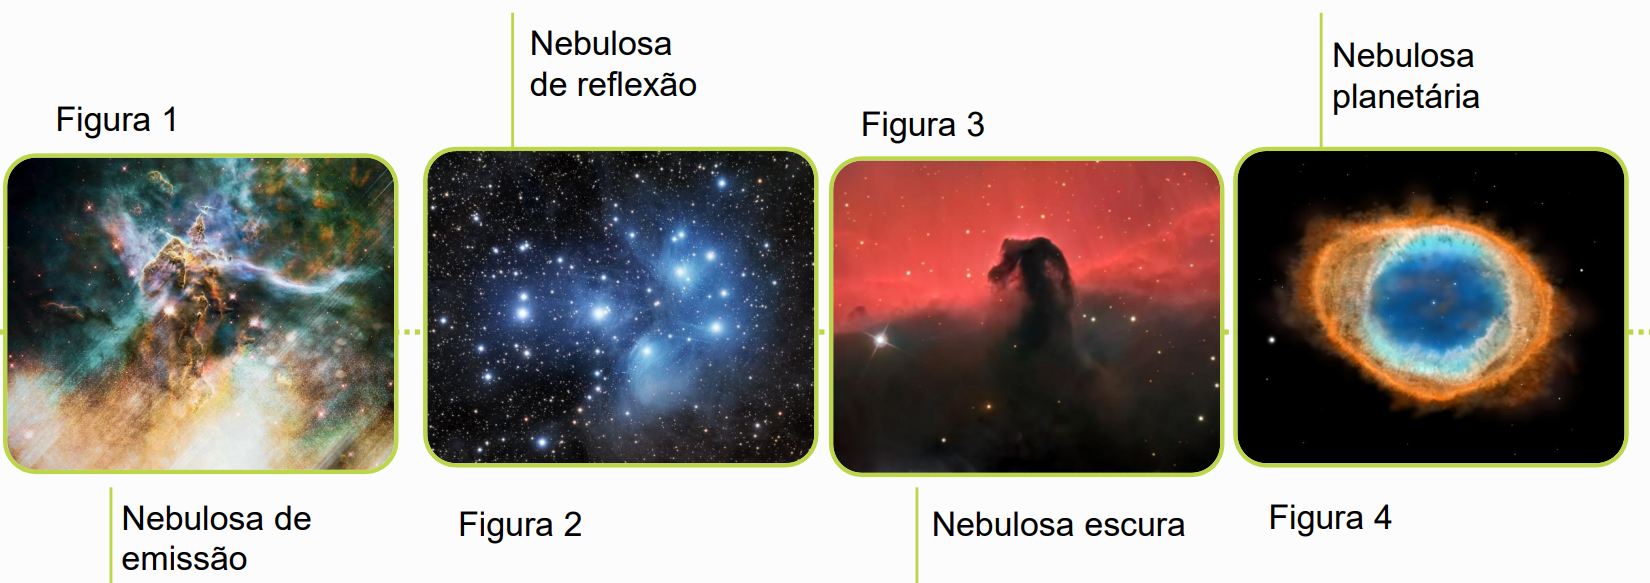 Figura 1
Nebulosa de
emissão
Nebulosa
de reflexão
Figura 2
Figura 3
Nebulosa escura
Nebulosa
planetária
Figura 4